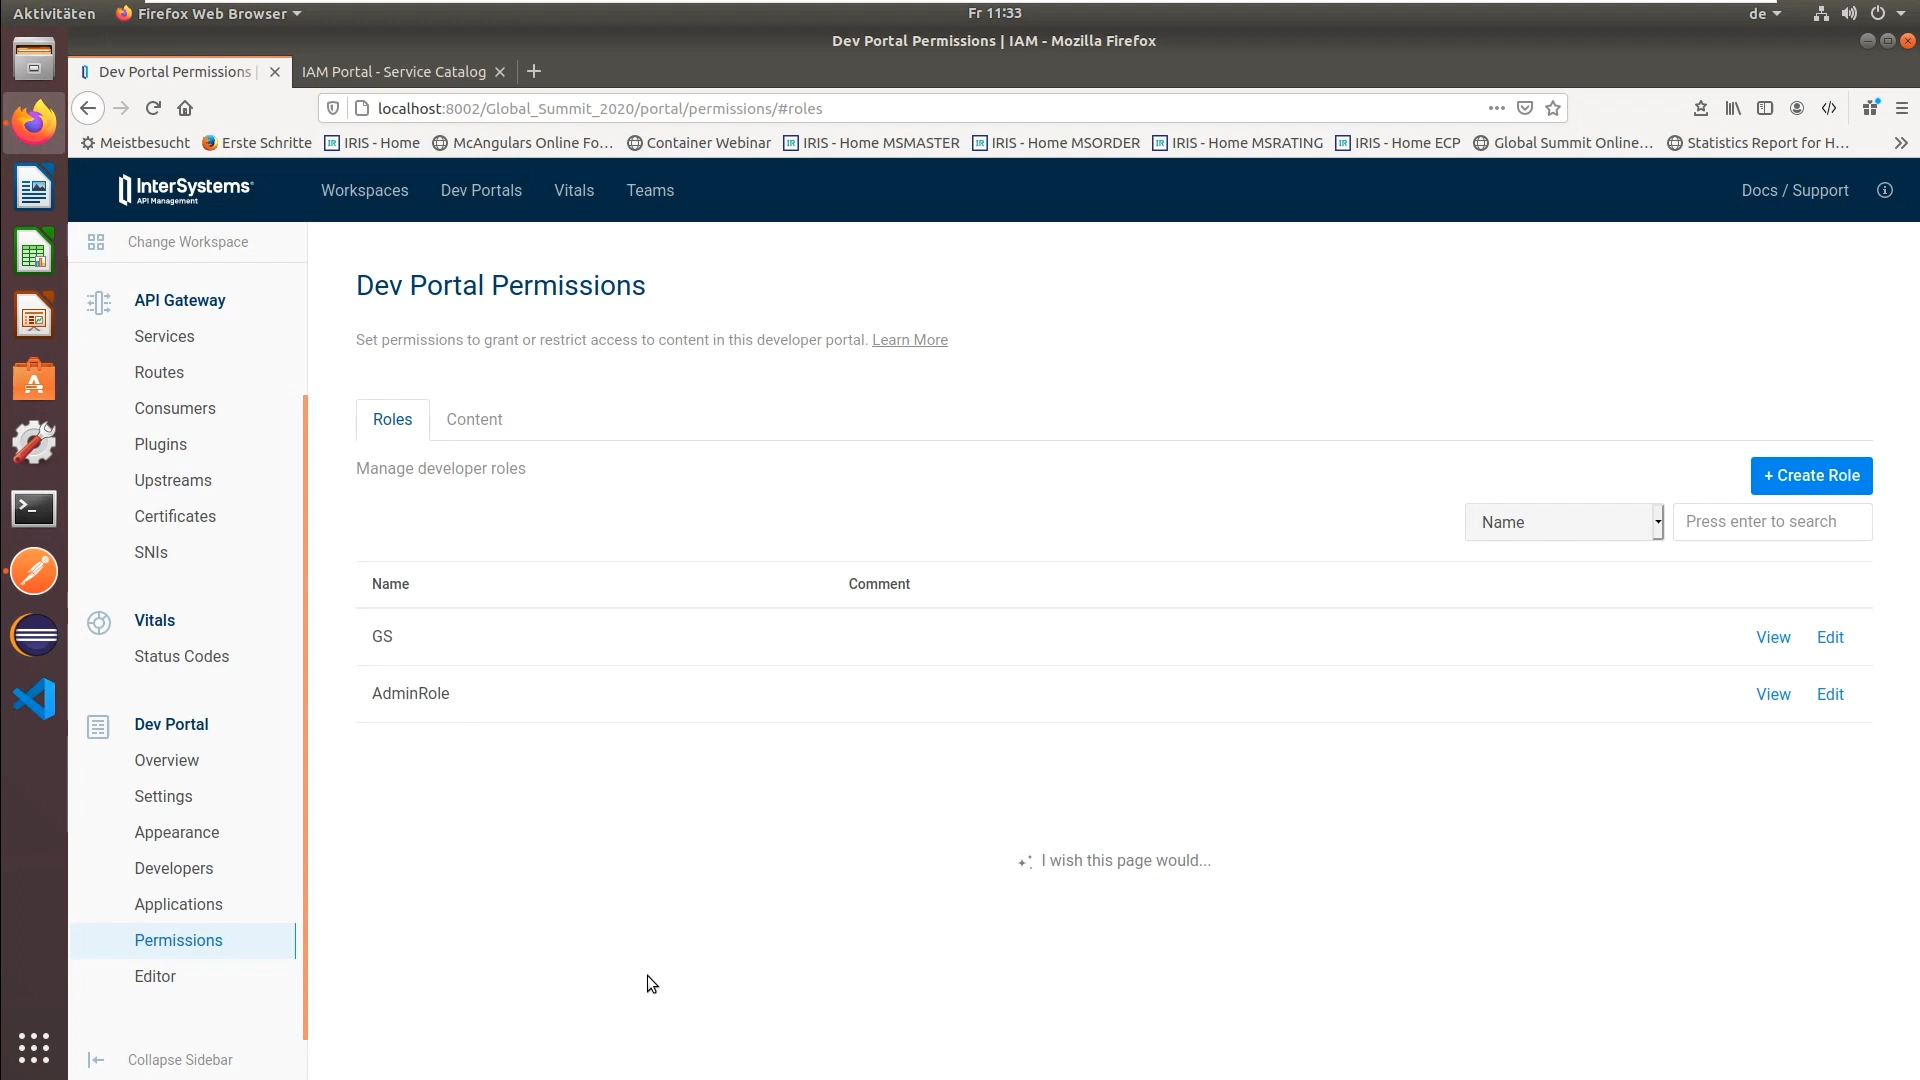 Aktivitäten
Firefox Web Browser
Fr 11:33
de
Dev Portal Permissions | IAM - Mozilla Firefox
Dev Portal Permissions |
IAM Portal - Service Catalog
localhost:8002/Global_Summit_2020/portal/permissions/#roles
Meistbesucht
Erste Schritte
IRIS - Home
McAngulars Online Fo...
Container Webinar
IRIS - Home MSMASTER
IRIS - Home MSORDER
IRIS - Home MSRATING
IRIS - Home ECP
Global Summit Online...
Statistics Report for H...
InterSystems
API Management
Workspaces
Dev Portals
Vitals
Teams
Docs / Support
Change Workspace
API Gateway
Services
Routes
Consumers
Plugins
Upstreams
Certificates
SNIs
Vitals
Status Codes
Dev Portal
Overview
Settings
Appearance
Developers
Applications
Permissions
Editor
Collapse Sidebar
Dev Portal Permissions
Set permissions to grant or restrict access to content in this developer portal. Learn More
Roles
Content
Manage developer roles
+ Create Role
Name
Press enter to search
Name
Comment
GS
View
Edit
AdminRole
View
Edit
I wish this page would...